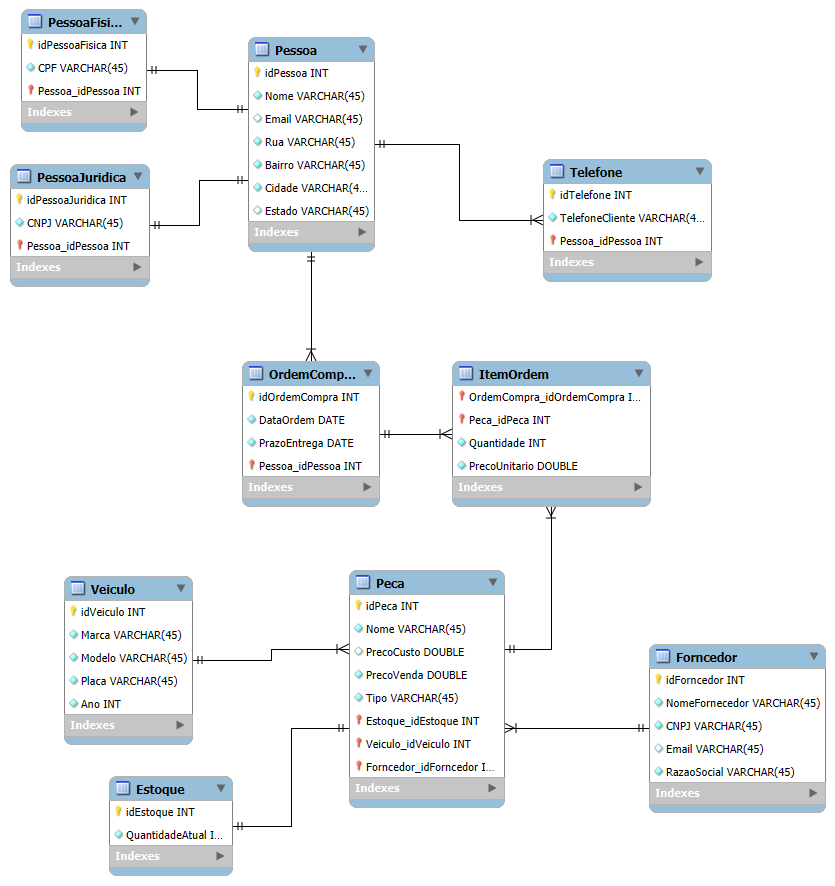 PessoaFisi...
idPessoaFisica INT
CPF VARCHAR(45)
Pessoa_idPessoa INT
Indexes
Pessoa
idPessoa INT
Nome VARCHAR(45)
Email VARCHAR(45)
Rua VARCHAR(45)
Bairro VARCHAR(45)
Cidade VARCHAR(4...
Estado VARCHAR(45)
Indexes
PessoaJuridica
idPessoaJuridica INT
CNPJ VARCHAR(45)
Pessoa_idPessoa INT
Indexes
Telefone
idTelefone INT
TelefoneCliente VARCHAR(4...
Pessoa_idPessoa INT
Indexes
OrdemComp...
idOrdemCompra INT
DataOrdem DATE
PrazoEntrega DATE
Pessoa_idPessoa INT
Indexes
ItemOrdem
OrdemCompra_idOrdemCompra I...
Peca_idPeca INT
Quantidade INT
PrecoUnitario DOUBLE
Indexes
Veiculo
idVeiculo INT
Marca VARCHAR(45)
Modelo VARCHAR(45)
Placa VARCHAR(45)
Ano INT
Indexes
Peca
idPeca INT
Nome VARCHAR(45)
PrecoCusto DOUBLE
PrecoVenda DOUBLE
Tipo VARCHAR(45)
Estoque_idEstoque INT
Veiculo_idVeiculo INT
Forncedor_idForncedor I...
Indexes
Forncedor
idForncedor INT
NomeFornecedor VARCHAR(45)
CNPJ VARCHAR(45)
Email VARCHAR(45)
RazaoSocial VARCHAR(45)
Indexes
Estoque
idEstoque INT
QuantidadeAtual I...
Indexes